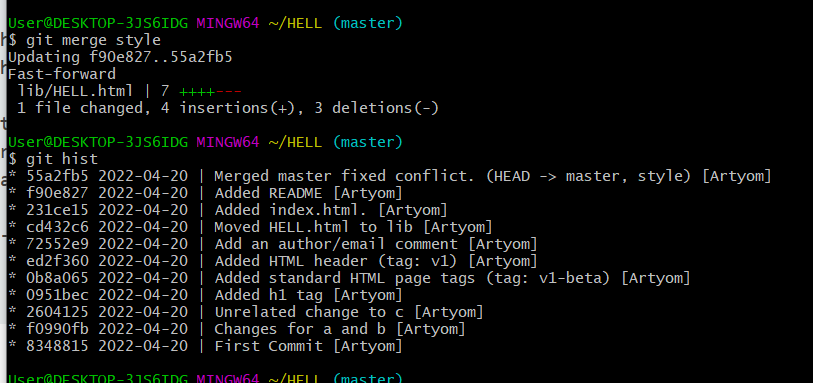 User@DESKTOP-3JS6IDG MINGW64 ~/HELL (master)
$ git merge style
Updating f90e827..55a2fb5
Fast-forward
 lib/HELL.html | 7 ++++---
 1 file changed, 4 insertions(+), 3 deletions(-)
User@DESKTOP-3JS6IDG MINGW64 ~/HELL (master)
$ git hist
* 55a2fb5 2022-04-20 | Merged master fixed conflict. (HEAD -> master, style) [Artyom]
* f90e827 2022-04-20 | Added README [Artyom]
* 231ce15 2022-04-20 | Added index.html. [Artyom]
* cd432c6 2022-04-20 | Moved HELL.html to lib [Artyom]
* 72552e9 2022-04-20 | Add an author/email comment [Artyom]
* ed2f360 2022-04-20 | Added HTML header (tag: v1) [Artyom]
* 0b8a065 2022-04-20 | Added standard HTML page tags (tag: v1-beta) [Artyom]
* 0951bec 2022-04-20 | Added h1 tag [Artyom]
* 2604125 2022-04-20 | Unrelated change to c [Artyom]
* f0990fb 2022-04-20 | Changes for a and b [Artyom]
* 8348815 2022-04-20 | First Commit [Artyom]
User@DESKTOP-3JS6IDG MINGW64 ~/HELL (master)